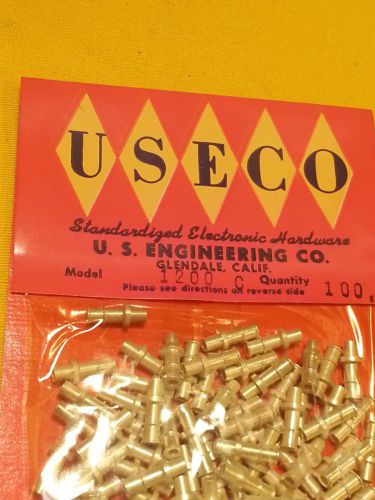 USECO
Standardized Electronic Hardware
U. S. ENGINEERING CO.
GLENDALE, CALIF.
Model 1200 C Quantity 100
Please see directions on reverse side